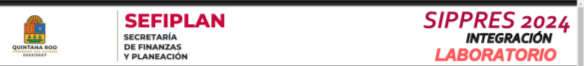 QUINTANA ROO
SEFIPLAN
SECRETARÍA
DE FINANZAS
Y PLANEACIÓN
SIPPRES 2024
INTEGRACIÓN
LABORATORIO